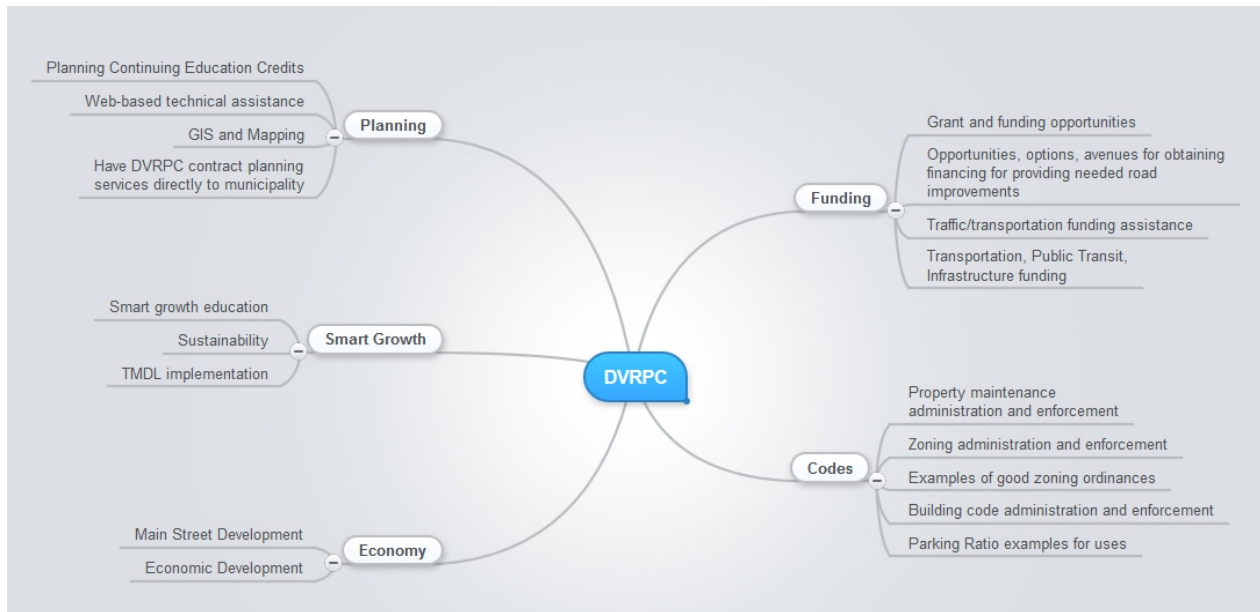 Planning Continuing Education Credits
Web-based technical assistance
GIS and Mapping
Have DVRPC contract planning
services directly to municipality
Planning
Smart growth education
Sustainability
TMDL implementation
Smart Growth
Main Street Development
Economic Development
Economy
DVRPC
Funding
Grant and funding opportunities
Opportunities, options, avenues for obtaining
financing for providing needed road
improvements
Traffic/transportation funding assistance
Transportation, Public Transit,
Infrastructure funding
Codes
Property maintenance
administration and enforcement
Zoning administration and enforcement
Examples of good zoning ordinances
Building code administration and enforcement
Parking Ratio examples for uses